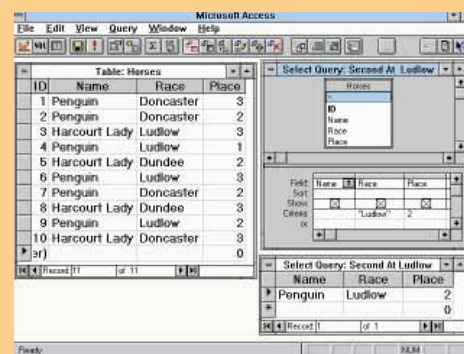 Microsoft Access
File Edit View Query Window Help
Table: Horses
ID Name Race Place
1 Penguin Doncaster 3
2 Penguin Doncaster 2
3 Harcourt Lady Ludlow 3
4 Penguin Ludlow 1
5 Harcourt Lady Dundee 2
6 Penguin Ludlow 3
7 Penguin Doncaster 2
8 Harcourt Lady Dundee 3
9 Penguin Ludlow 2
10 Harcourt Lady Doncaster 3
er) 0
Record: 11 of 11
Select Query: Second At Ludlow
Horses
*
ID
Name
Race
Place
Field: Name Race Place
Sort:
Show:
Criteria: "Ludlow" 2
or:
Select Query: Second At Ludlow
Name Race Place
Penguin Ludlow 2
* 0
Record: 1 of 1
Ready NUM